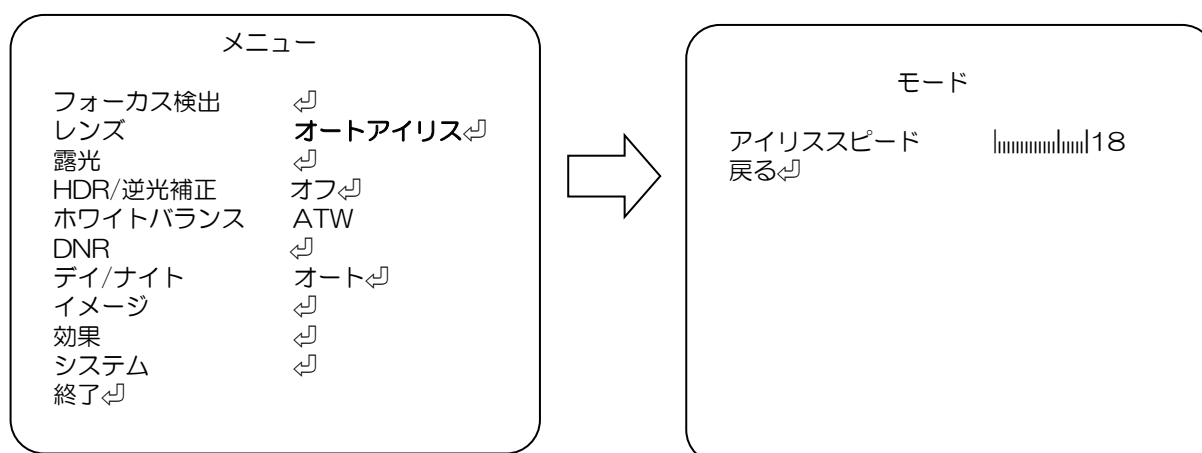 メニュー
フォーカス検出 ⏎
レンズ オートアイリス⏎
露光 ⏎
HDR/逆光補正 オフ⏎
ホワイトバランス ATW
DNR ⏎
デイ/ナイト オート⏎
イメージ ⏎
効果 ⏎
システム ⏎
終了⏎
モード
アイリススピード 18
戻る⏎